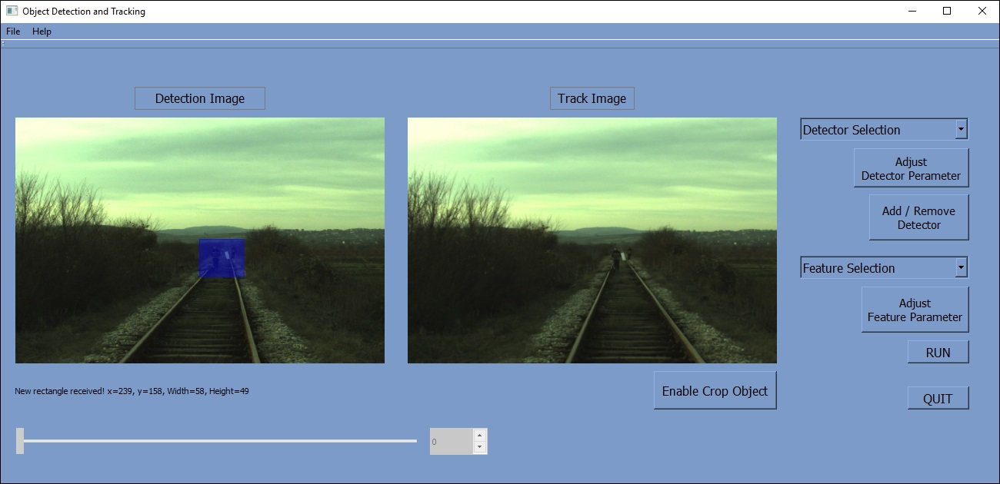 Object Detection and Tracking
File Help
Detection Image
Track Image
Detector Selection
Adjust
Detector Perameter
Add / Remove
Detector
Feature Selection
Adjust
Feature Parameter
RUN
New rectangle received! x=239, y=158, Width=58, Height=49
Enable Crop Object
QUIT
0